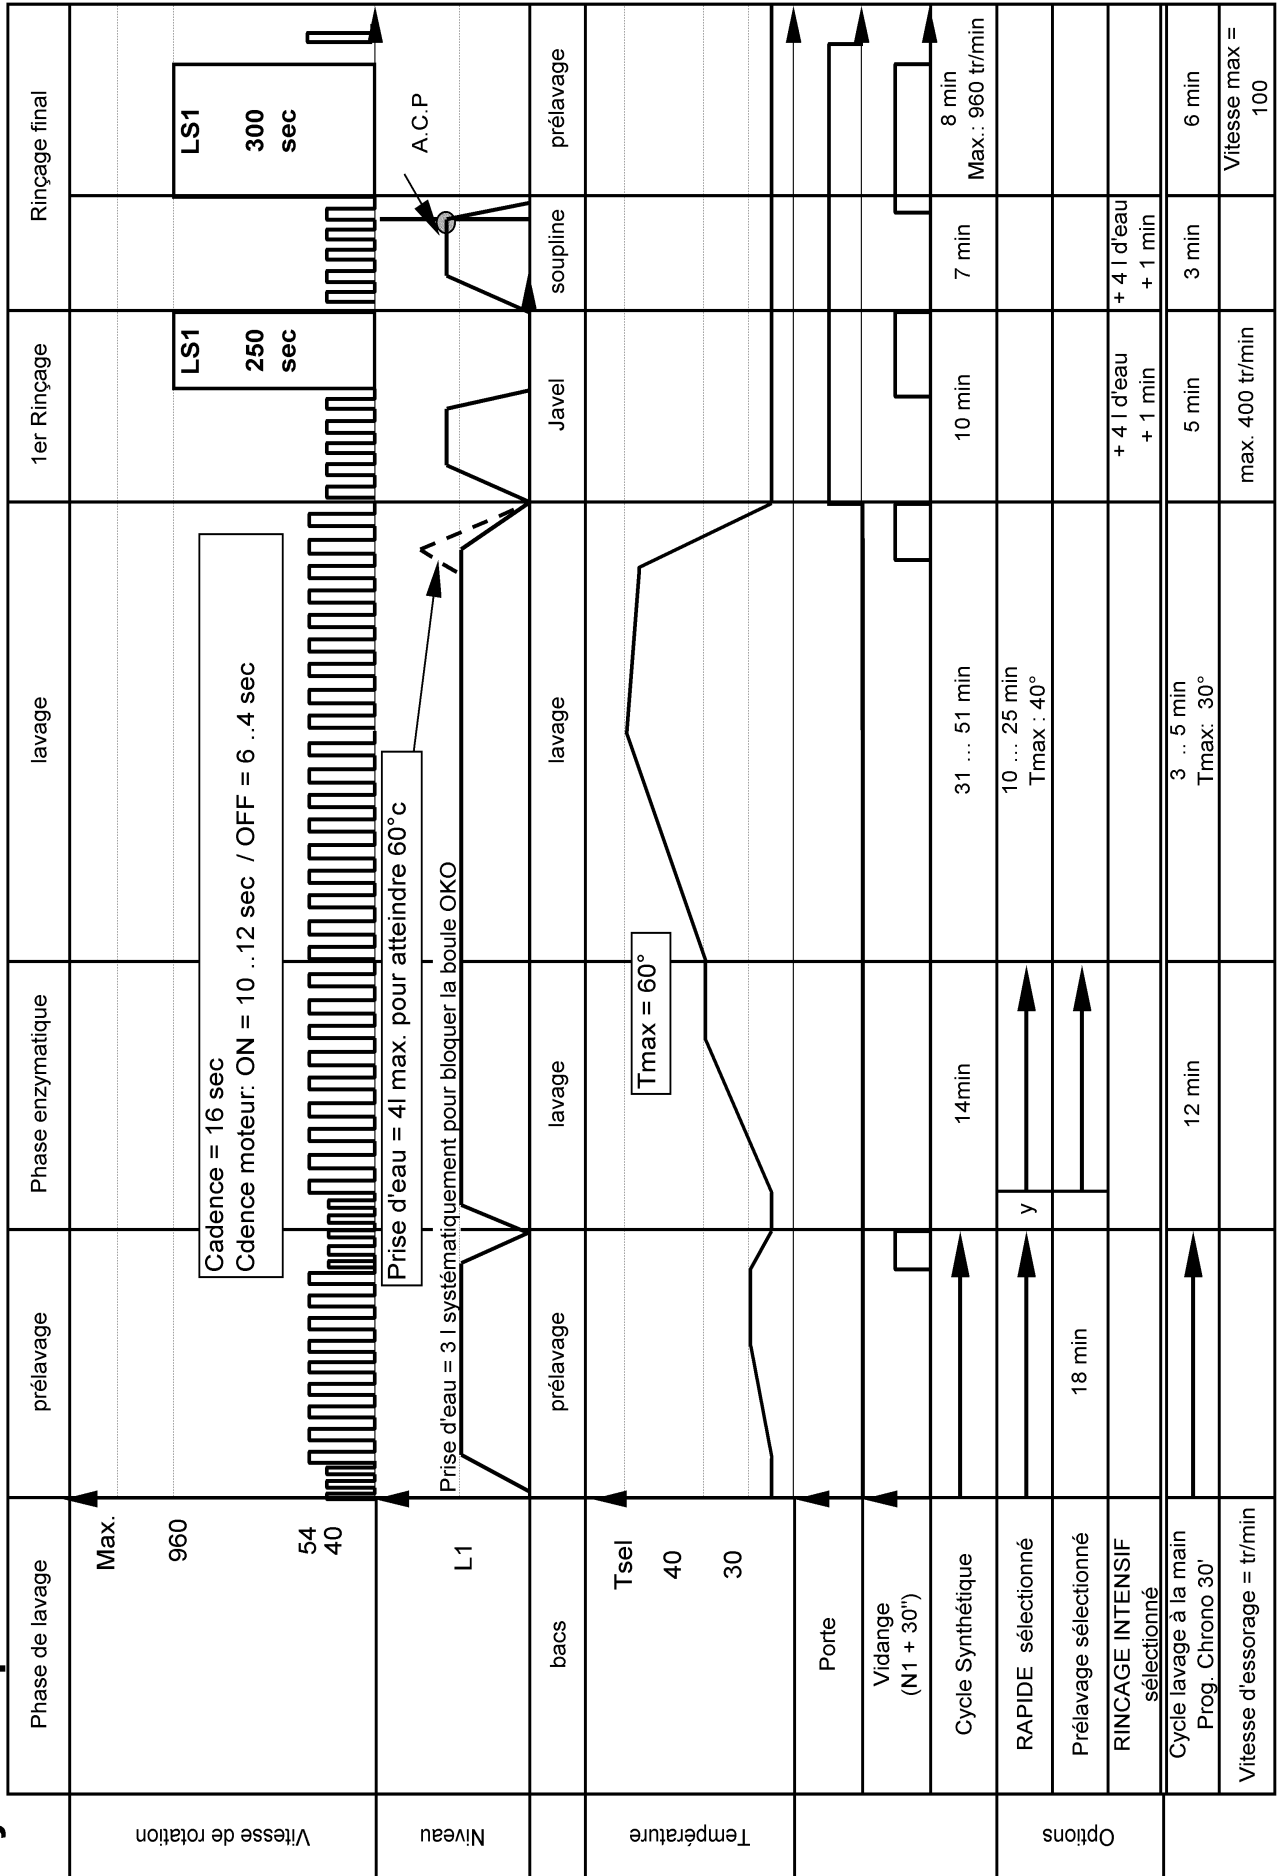 Phase de lavage
prélavage
Phase enzymatique
lavage
1er Rinçage
Rinçage final
Vitesse de rotation
Max.
960
54
40
Cadence = 16 sec
Cdence moteur: ON = 10 ..12 sec / OFF = 6 ..4 sec
LS1
250
sec
LS1
300
sec
Niveau
L1
Prise d'eau = 4l max. pour atteindre 60°c
Prise d'eau = 3 l systématiquement pour bloquer la boule OKO
A.C.P
bacs
prélavage
lavage
lavage
Javel
soupline
prélavage
Température
Tsel
40
30
Tmax = 60°
Porte
Vidange
(N1 + 30")
Cycle Synthétique
14min
31 ... 51 min
10 min
7 min
8 min
Max.: 960 tr/min
Options
RAPIDE sélectionné
y
10 ... 25 min
Tmax : 40°
Prélavage sélectionné
18 min
RINCAGE INTENSIF
sélectionné
+ 4 l d'eau
+ 1 min
+ 4 l d'eau
+ 1 min
Cycle lavage à la main
Prog. Chrono 30'
12 min
3 .. 5 min
Tmax: 30°
5 min
3 min
6 min
Vitesse d'essorage = tr/min
max. 400 tr/min
Vitesse max =
100